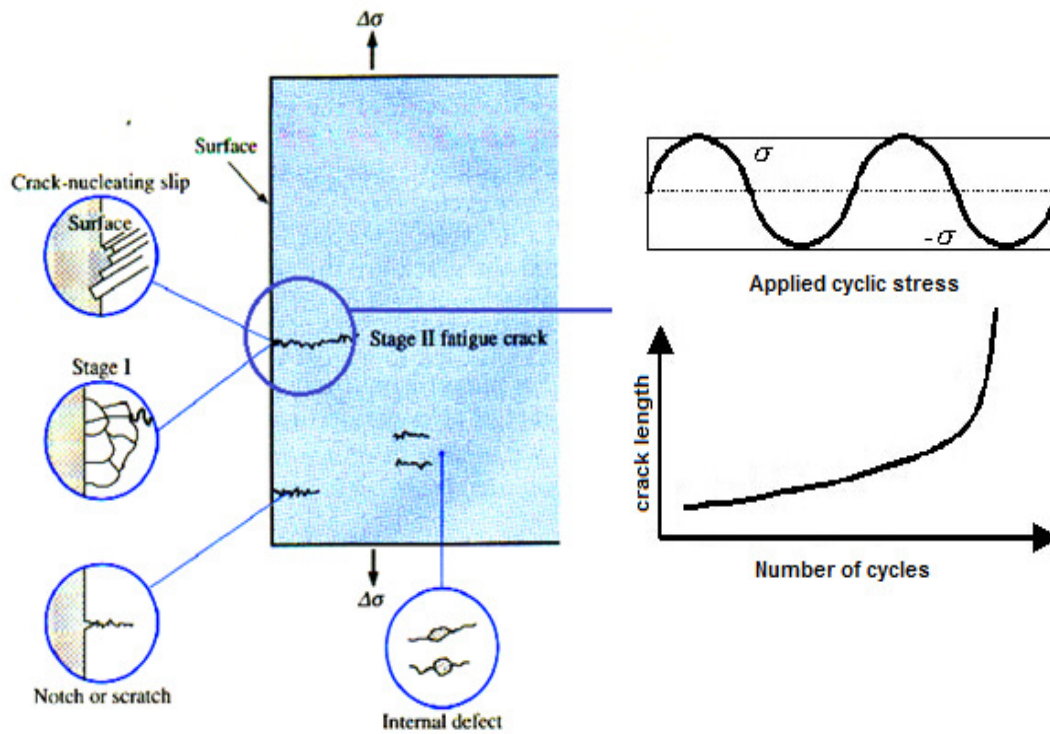 Δσ
Surface
Crack-nucleating slip
Surface
Stage II fatigue crack
Stage I
Notch or scratch
Δσ
Internal defect
σ
-σ
Applied cyclic stress
crack length
Number of cycles